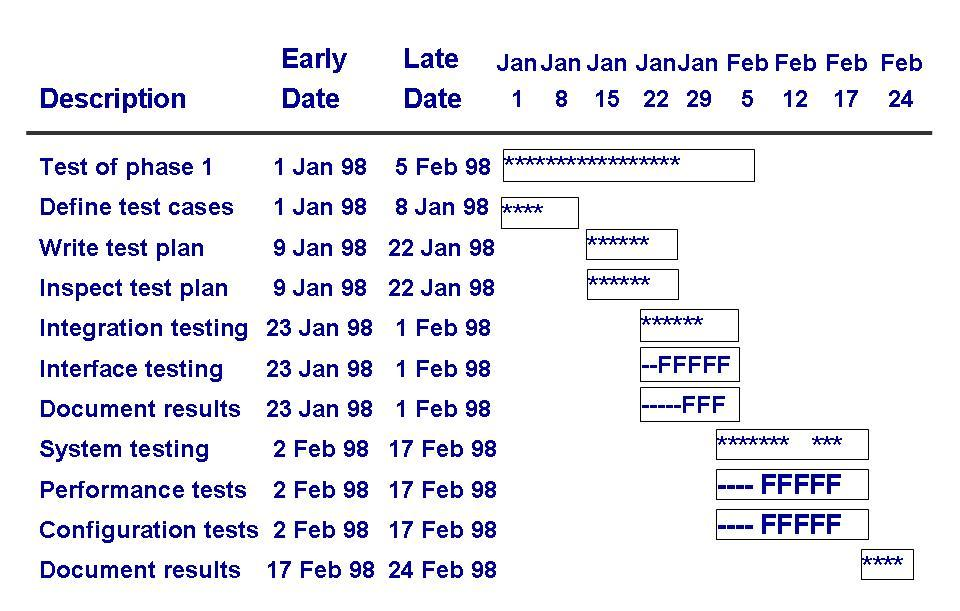 Early Late Jan Jan Jan Jan Jan Feb Feb Feb Feb
Description Date Date 1 8 15 22 29 5 12 17 24
Test of phase 1 1 Jan 98 5 Feb 98 *****************
Define test cases 1 Jan 98 8 Jan 98 ****
Write test plan 9 Jan 98 22 Jan 98 ******
Inspect test plan 9 Jan 98 22 Jan 98 ******
Integration testing 23 Jan 98 1 Feb 98 ******
Interface testing 23 Jan 98 1 Feb 98 --FFFFF
Document results 23 Jan 98 1 Feb 98 -----FFF
System testing 2 Feb 98 17 Feb 98 ******* ***
Performance tests 2 Feb 98 17 Feb 98 ---- FFFFF
Configuration tests 2 Feb 98 17 Feb 98 ---- FFFFF
Document results 17 Feb 98 24 Feb 98 ****